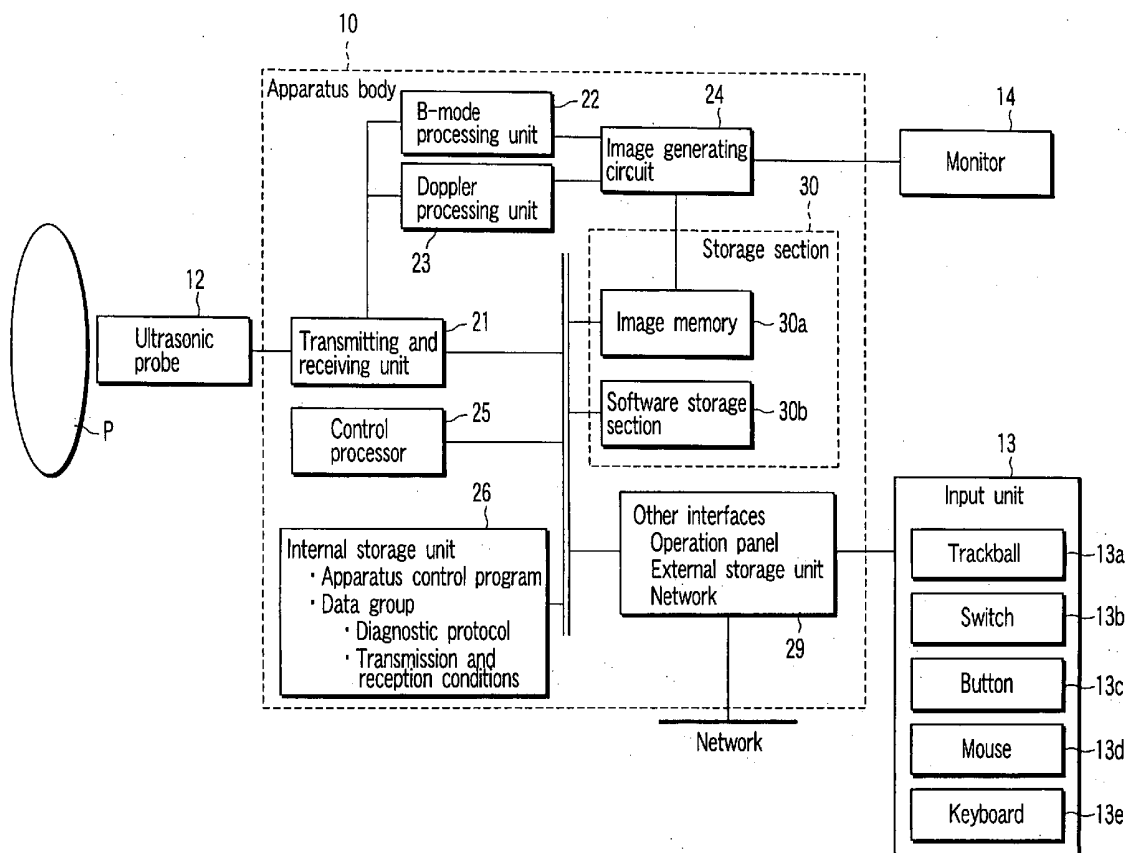 10
Apparatus body
B-mode
processing unit
22
Doppler
processing unit
23
24
Image generating
circuit
14
Monitor
30
Storage section
Image memory
30a
Software storage
section
30b
12
Ultrasonic
probe
P
21
Transmitting and
receiving unit
25
Control
processor
26
Internal storage unit
· Apparatus control program
· Data group
· Diagnostic protocol
· Transmission and
reception conditions
Other interfaces
Operation panel
External storage unit
Network
29
Network
13
Input unit
Trackball
13a
Switch
13b
Button
13c
Mouse
13d
Keyboard
13e